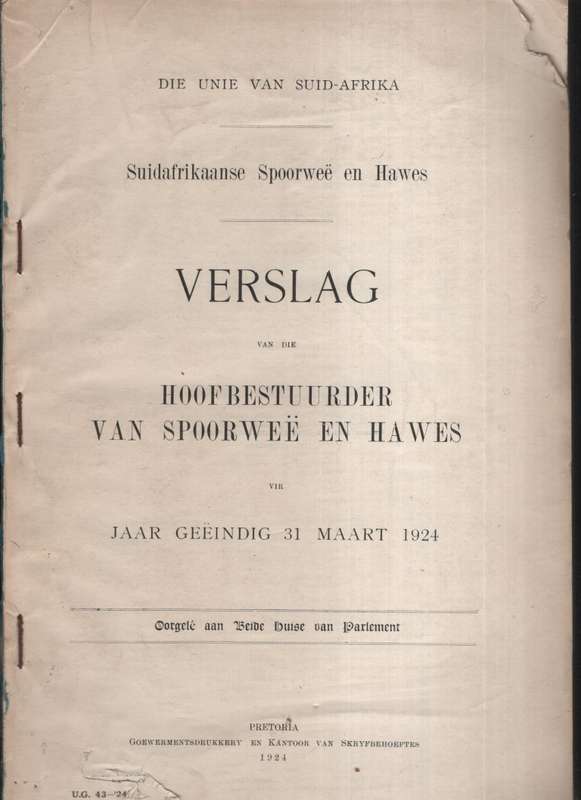 DIE UNIE VAN SUID-AFRIKA
Suidafrikaanse Spoorweë en Hawes
VERSLAG
VAN DIE
HOOFBESTUURDER
VAN SPOORWEË EN HAWES
VIR
JAAR GEËINDIG 31 MAART 1924
Oorgelê aan Beide Huise van Parlement
PRETORIA
GOEWERMENTSDRUKKERY EN KANTOOR VAN SKRYFBEHOEFTES
1924
U.G. 43—'24